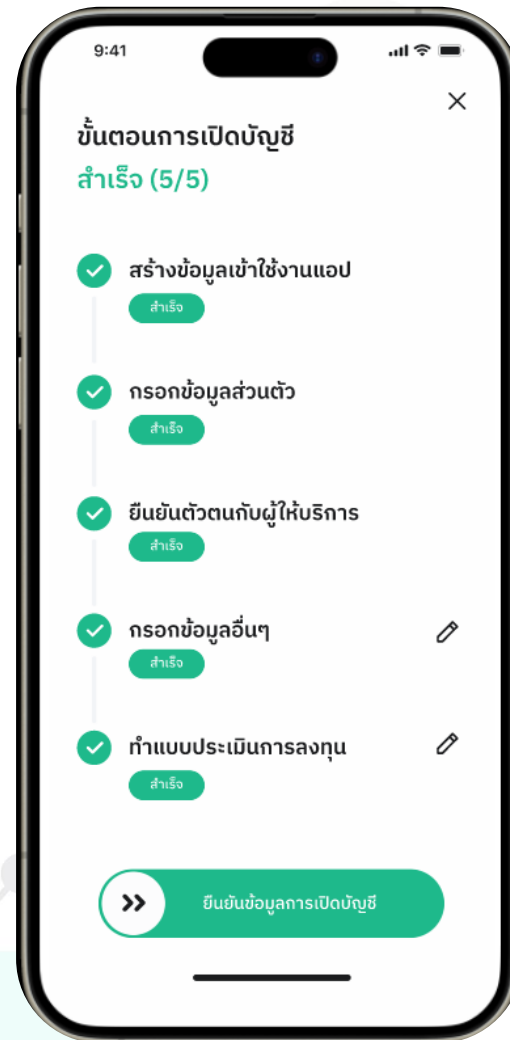 9:41
ขั้นตอนการเปิดบัญชี
สำเร็จ (5/5)
สร้างข้อมูลเข้าใช้งานแอป
สำเร็จ
กรอกข้อมูลส่วนตัว
สำเร็จ
ยืนยันตัวตนกับผู้ให้บริการ
สำเร็จ
กรอกข้อมูลอื่นๆ
สำเร็จ
ทำแบบประเมินการลงทุน
สำเร็จ
ยืนยันข้อมูลการเปิดบัญชี